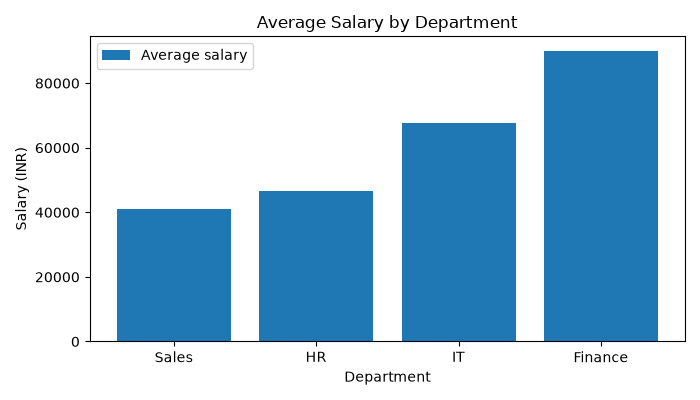 Average Salary by Department
Average salary
Salary (INR)
80000
60000
40000
20000
0
Sales HR IT Finance
Department